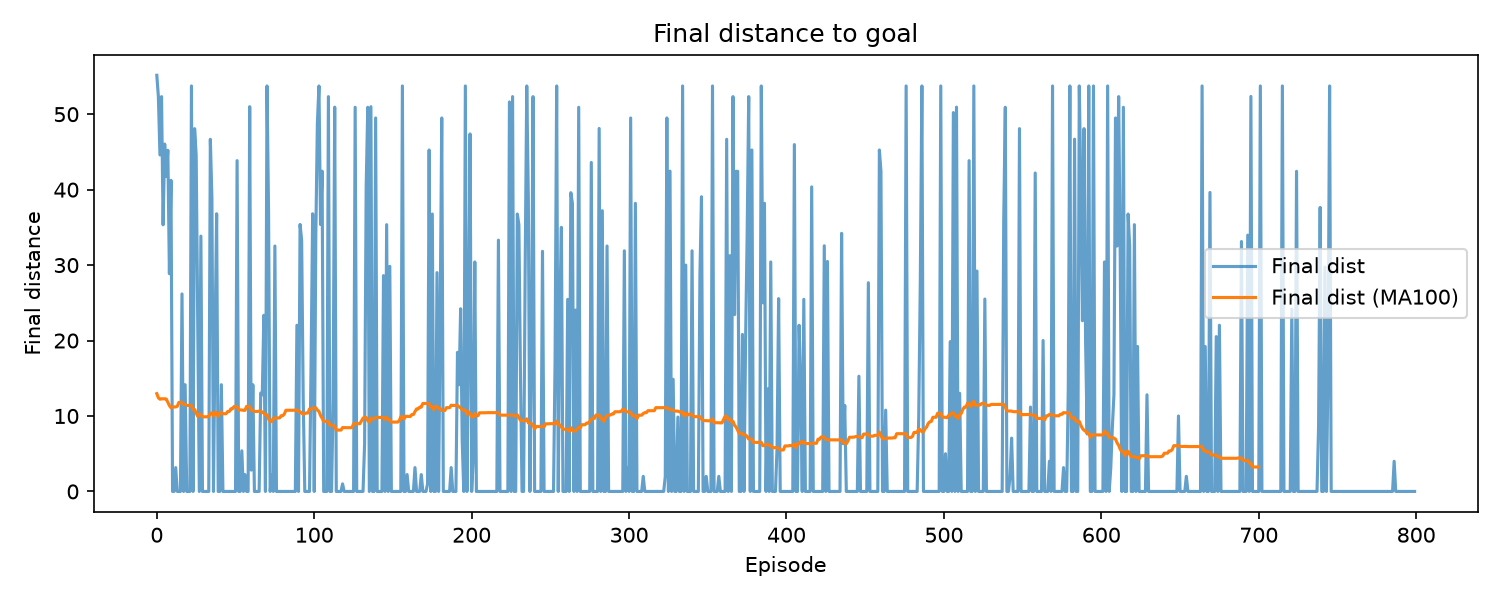 Final distance to goal
Final distance
50
40
30
20
10
0
Final dist
Final dist (MA100)
0 100 200 300 400 500 600 700 800
Episode